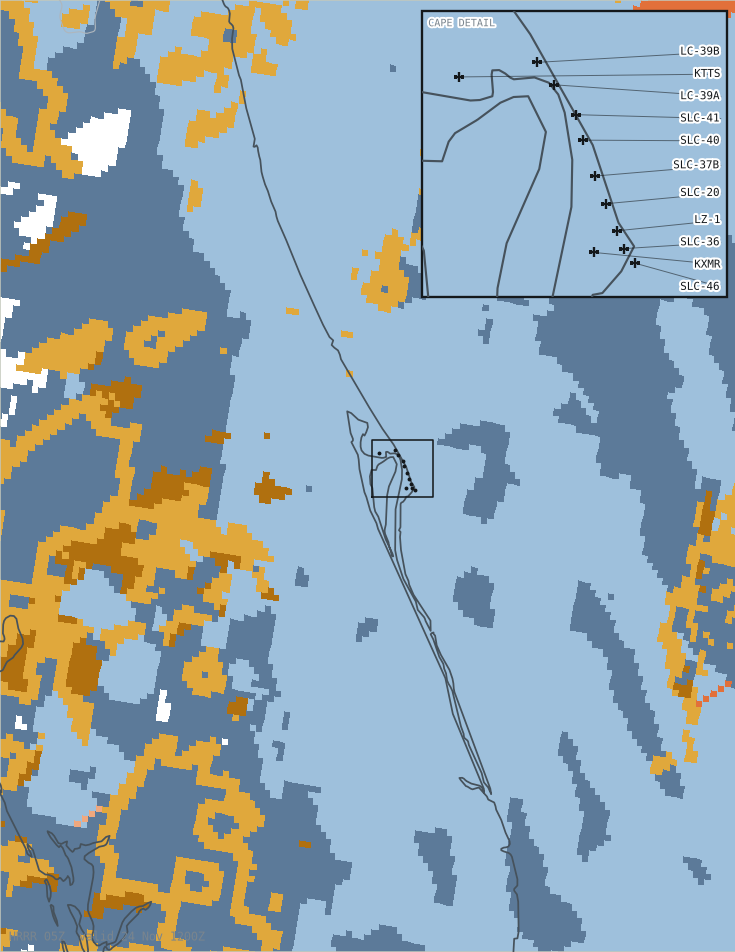 CAPE DETAIL
LC-39B
KTTS
LC-39A
SLC-41
SLC-40
SLC-37B
SLC-20
LZ-1
SLC-36
KXMR
SLC-46